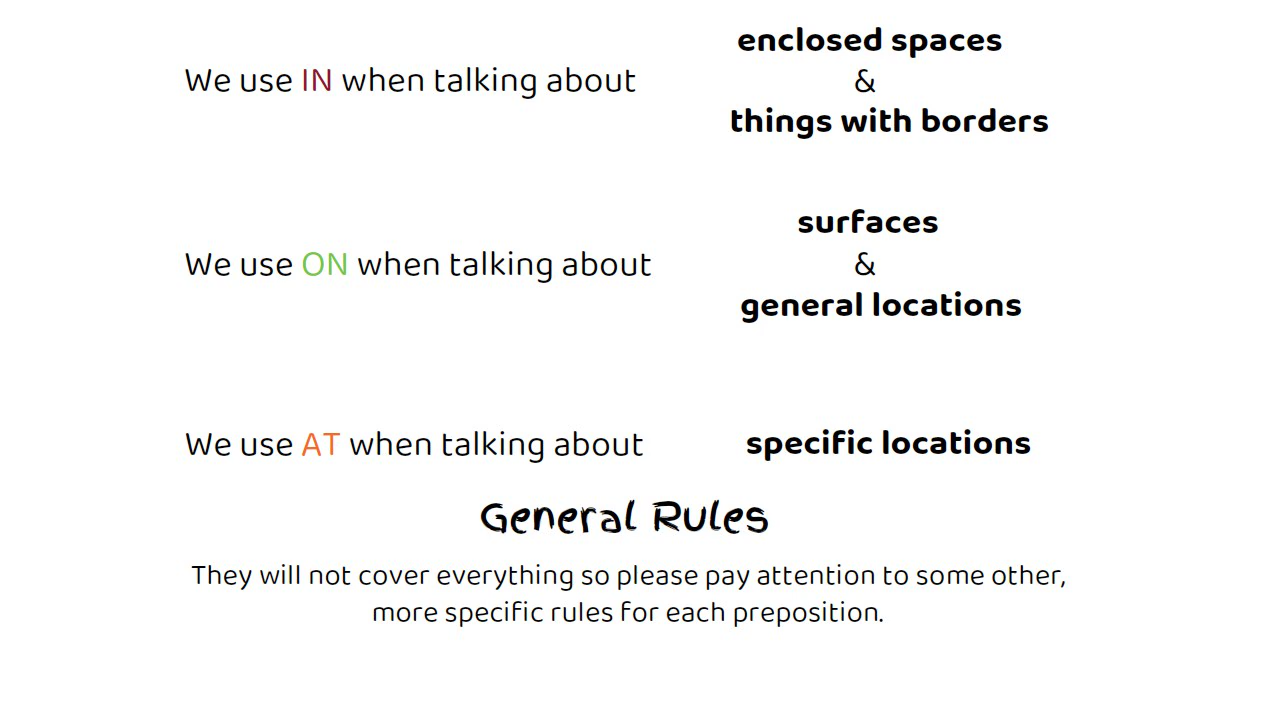 enclosed spaces
We use IN when talking about
&
things with borders
surfaces
We use ON when talking about
&
general locations
We use AT when talking about
specific locations
General Rules
They will not cover everything so please pay attention to some other,
more specific rules for each preposition.